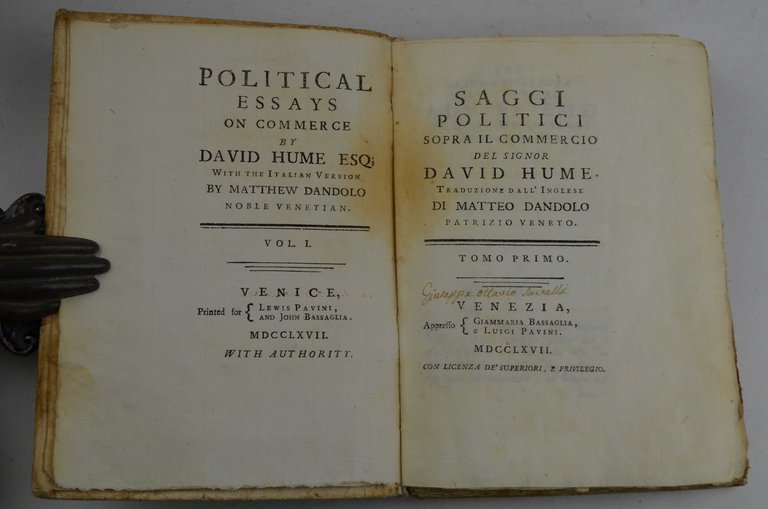 POLITICAL
ESSAYS
ON COMMERCE
BY
DAVID HUME ESQ;
WITH THE ITALIAN VERSION
BY MATTHEW DANDOLO
NOBLE VENETIAN.
VOL. I.
VENICE,
Printed for { LEWIS PAVINI,
AND JOHN BASSAGLIA.
MDCCLXVII.
WITH AUTHORITY.
SAGGI
POLITICI
SOPRA IL COMMERCIO
DEL SIGNOR
DAVID HUME.
TRADUZIONE DALL' INGLESE
DI MATTEO DANDOLO
PATRIZIO VENETO.
TOMO PRIMO.
Giuseppe Ottavio
VENEZIA,
Appresso { GIAMMARIA BASSAGLIA,
e LUIGI PAVINI.
MDCCLXVII.
CON LICENZA DE' SUPERIORI, E PRIVILEGIO.